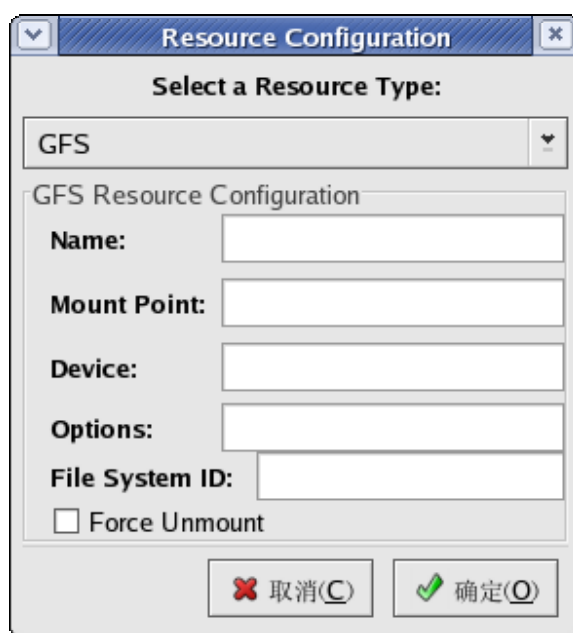 Resource Configuration
Select a Resource Type:
GFS
GFS Resource Configuration
Name:
Mount Point:
Device:
Options:
File System ID:
Force Unmount
取消(C)
确定(O)